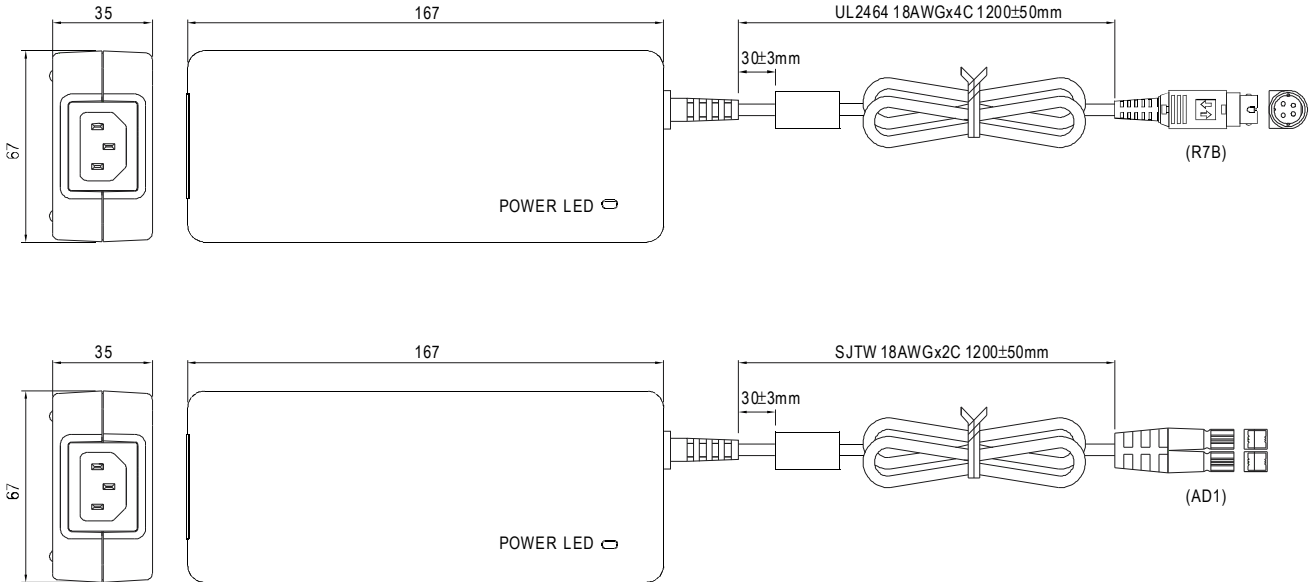 35
167
UL2464 18AWGx4C 1200±50mm
30±3mm
67
POWER LED
(R7B)
35
167
SJTW 18AWGx2C 1200±50mm
30±3mm
67
POWER LED
(AD1)